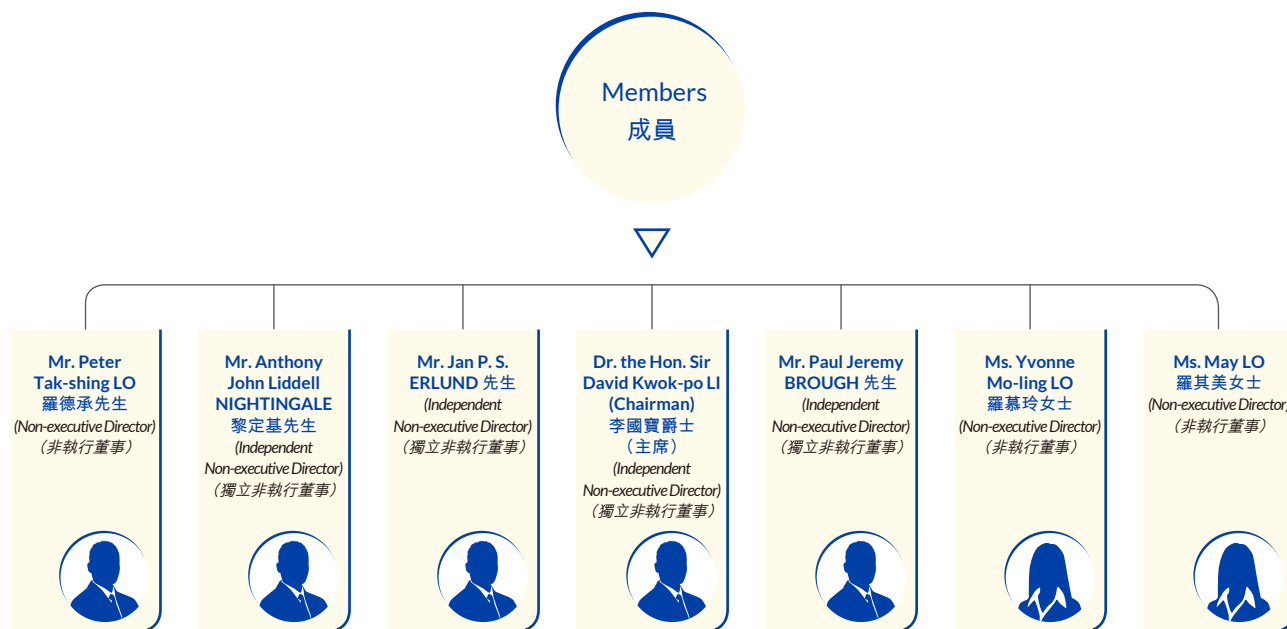 Members
成員
Mr. Peter
Tak-shing LO
羅德承先生
(Non-executive Director)
（非執行董事）
Mr. Anthony
John Liddell
NIGHTINGALE
黎定基先生
(Independent
Non-executive Director)
（獨立非執行董事）
Mr. Jan P. S.
ERLUND 先生
(Independent
Non-executive Director)
（獨立非執行董事）
Dr. the Hon. Sir
David Kwok-po LI
(Chairman)
李國寶爵士
（主席）
(Independent
Non-executive Director)
（獨立非執行董事）
Mr. Paul Jeremy
BROUGH 先生
(Independent
Non-executive Director)
（獨立非執行董事）
Ms. Yvonne
Mo-ling LO
羅慕玲女士
(Non-executive Director)
（非執行董事）
Ms. May LO
羅其美女士
(Non-executive Director)
（非執行董事）